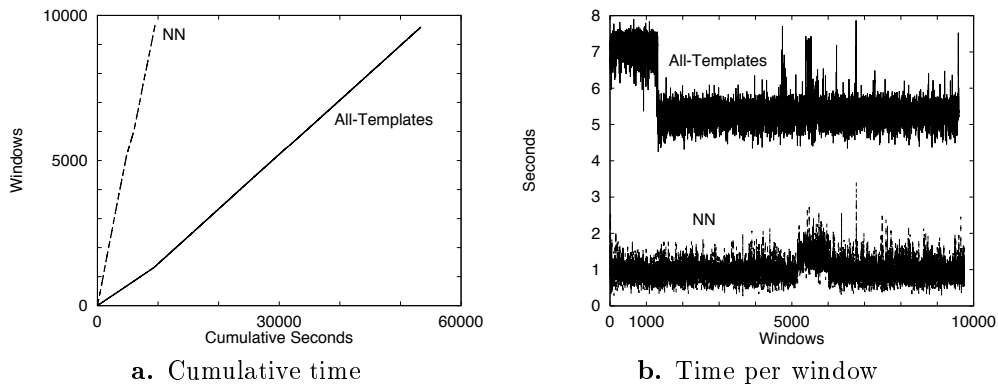 10000
5000
0
Windows
NN
All-Templates
0
30000
60000
Cumulative Seconds
a. Cumulative time
8
7
6
5
4
3
2
1
0
Seconds
All-Templates
NN
0
1000
5000
10000
Windows
b. Time per window